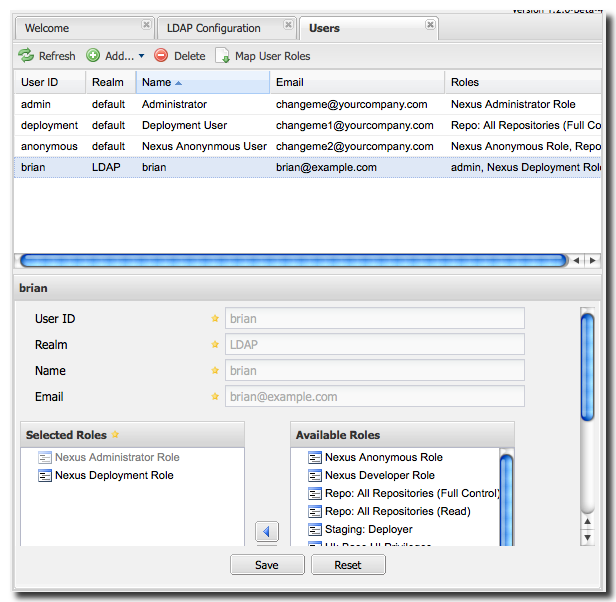 Version 1.2.0-beta-4
Welcome LDAP Configuration Users
Refresh Add... Delete Map User Roles
User ID Realm Name Email Roles
admin default Administrator changeme@yourcompany.com Nexus Administrator Role
deployment default Deployment User changeme1@yourcompany.com Repo: All Repositories (Full Co
anonymous default Nexus Anonynmous User changeme2@yourcompany.com Nexus Anonymous Role, Repo
brian LDAP brian brian@example.com admin, Nexus Deployment Role
brian
User ID brian
Realm LDAP
Name brian
Email brian@example.com
Selected Roles Available Roles
Nexus Administrator Role Nexus Anonymous Role
Nexus Deployment Role Nexus Developer Role
Repo: All Repositories (Full Control)
Repo: All Repositories (Read)
Staging: Deployer
UI: Base UI Privileges
Save Reset